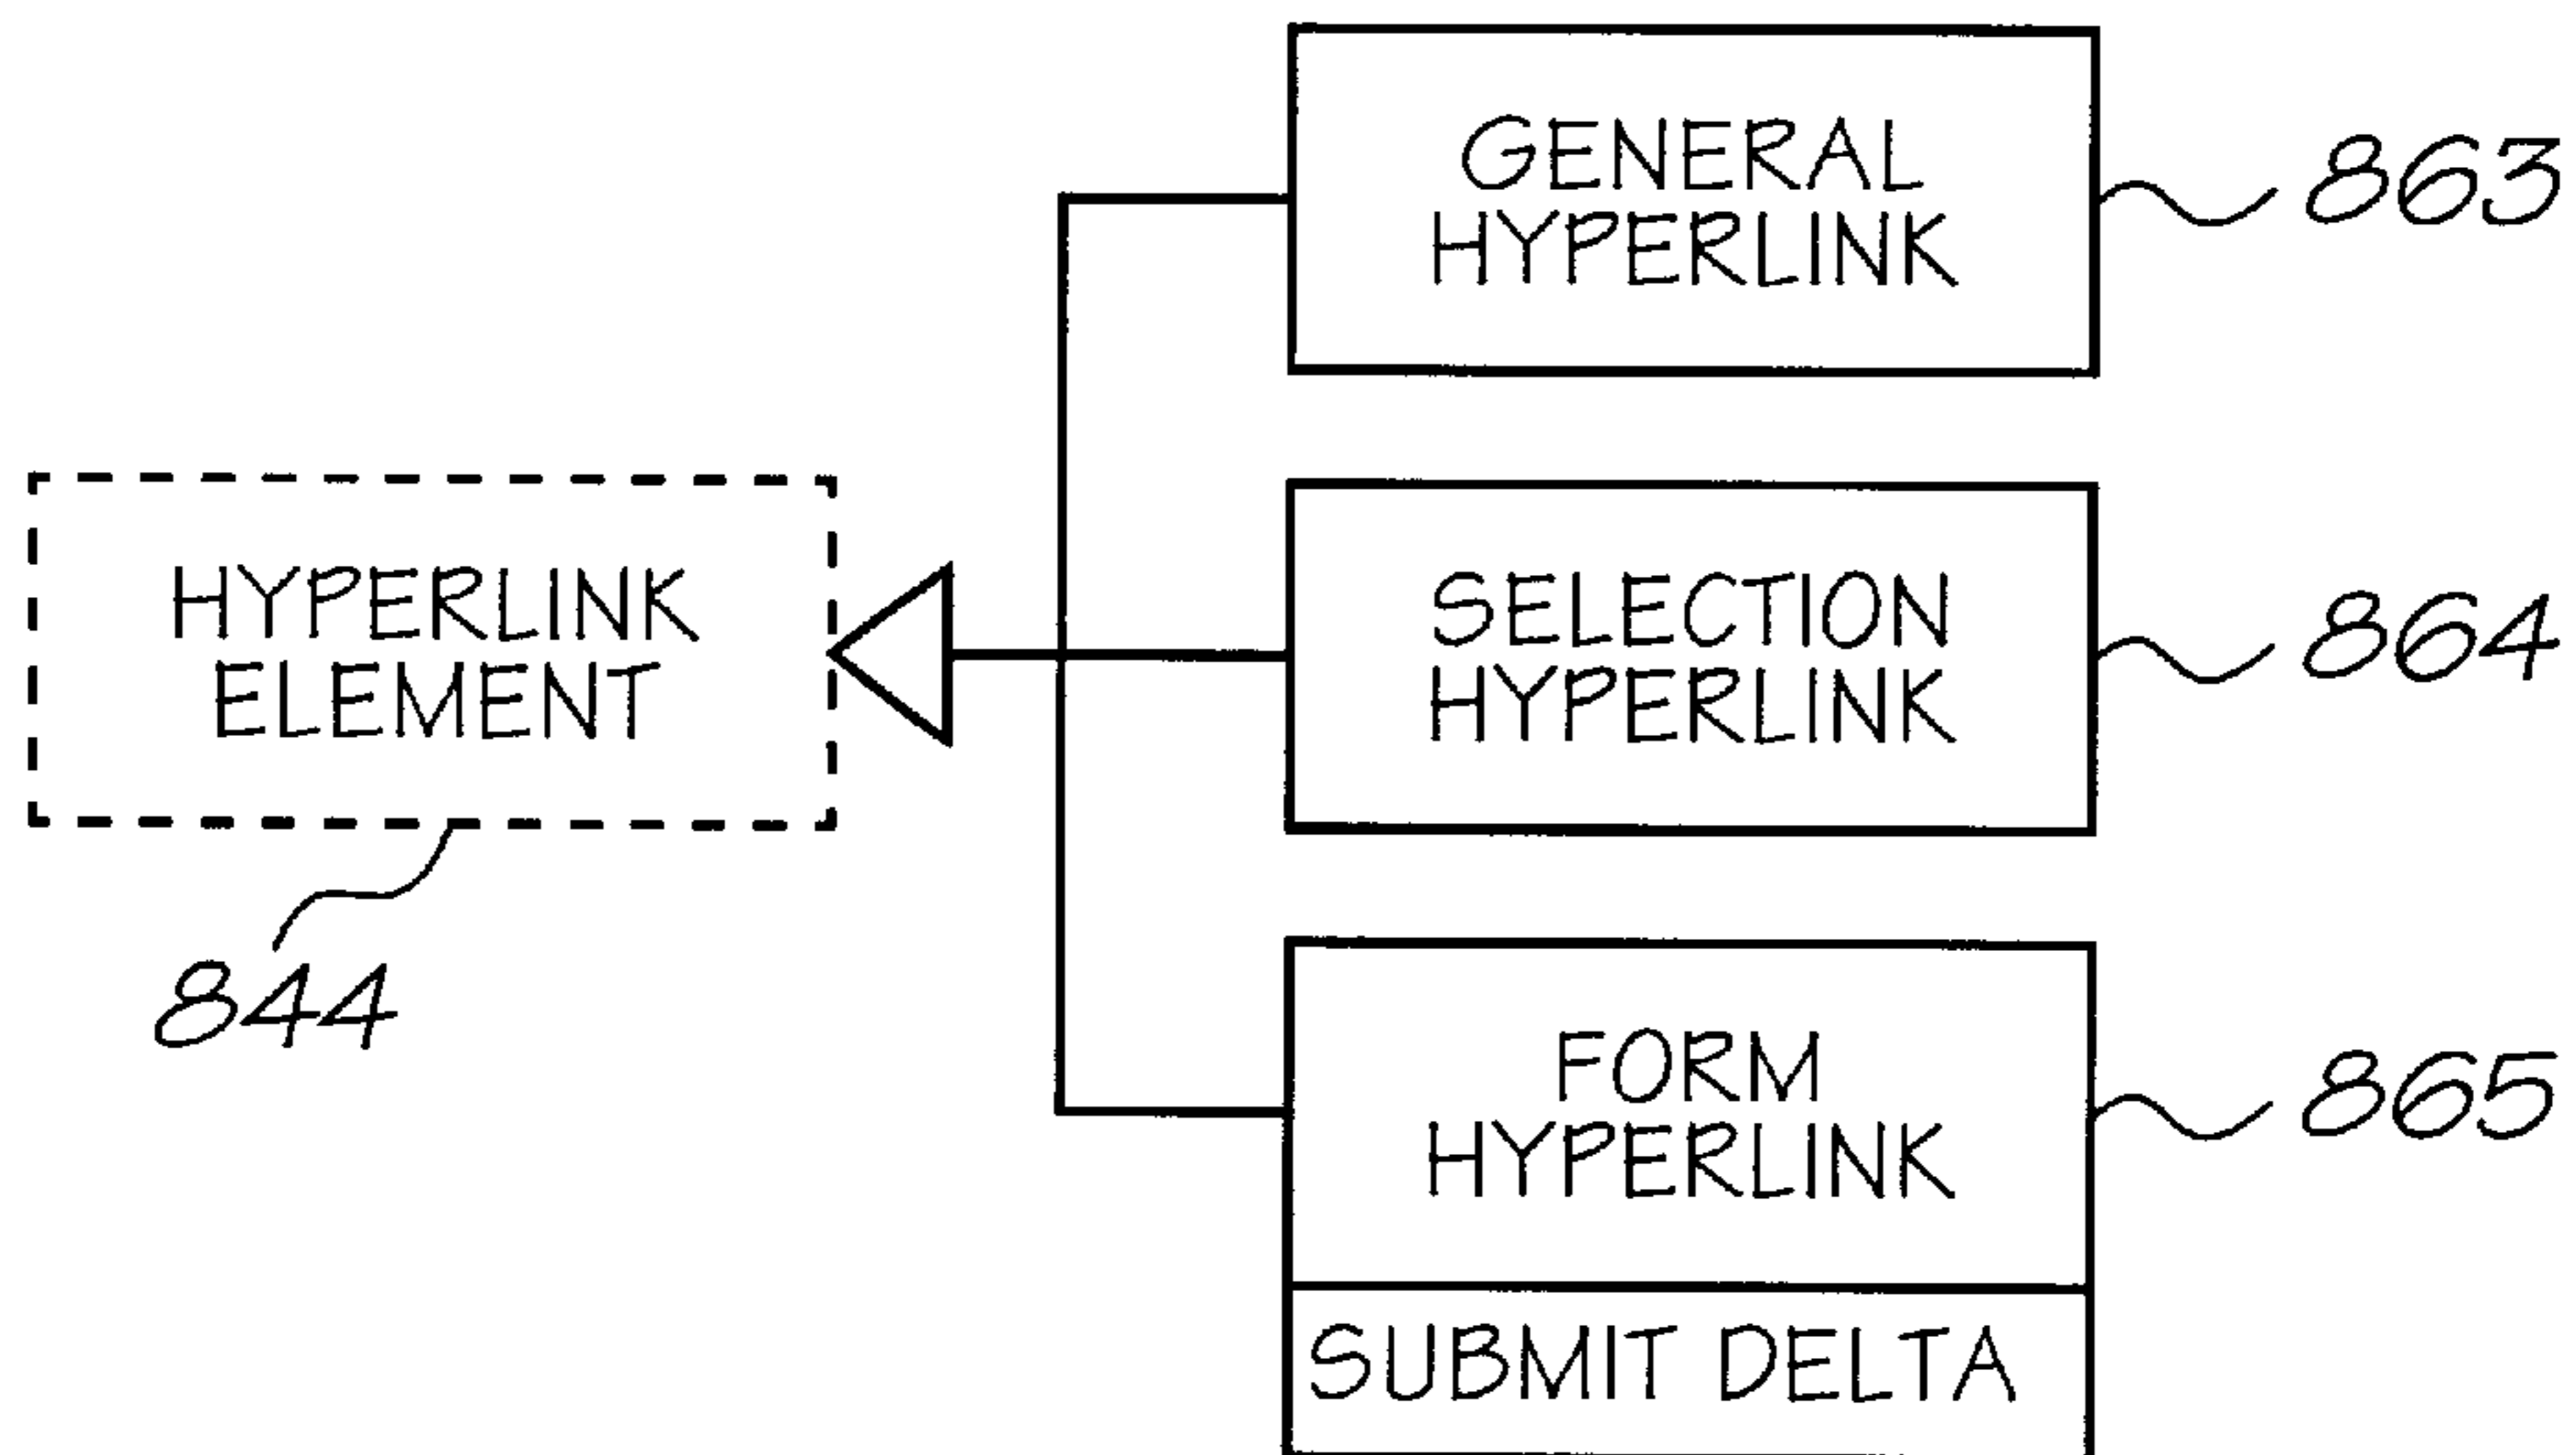 GENERAL
HYPERLINK
863
HYPERLINK
ELEMENT
844
SELECTION
HYPERLINK
864
FORM
HYPERLINK
865
SUBMIT DELTA